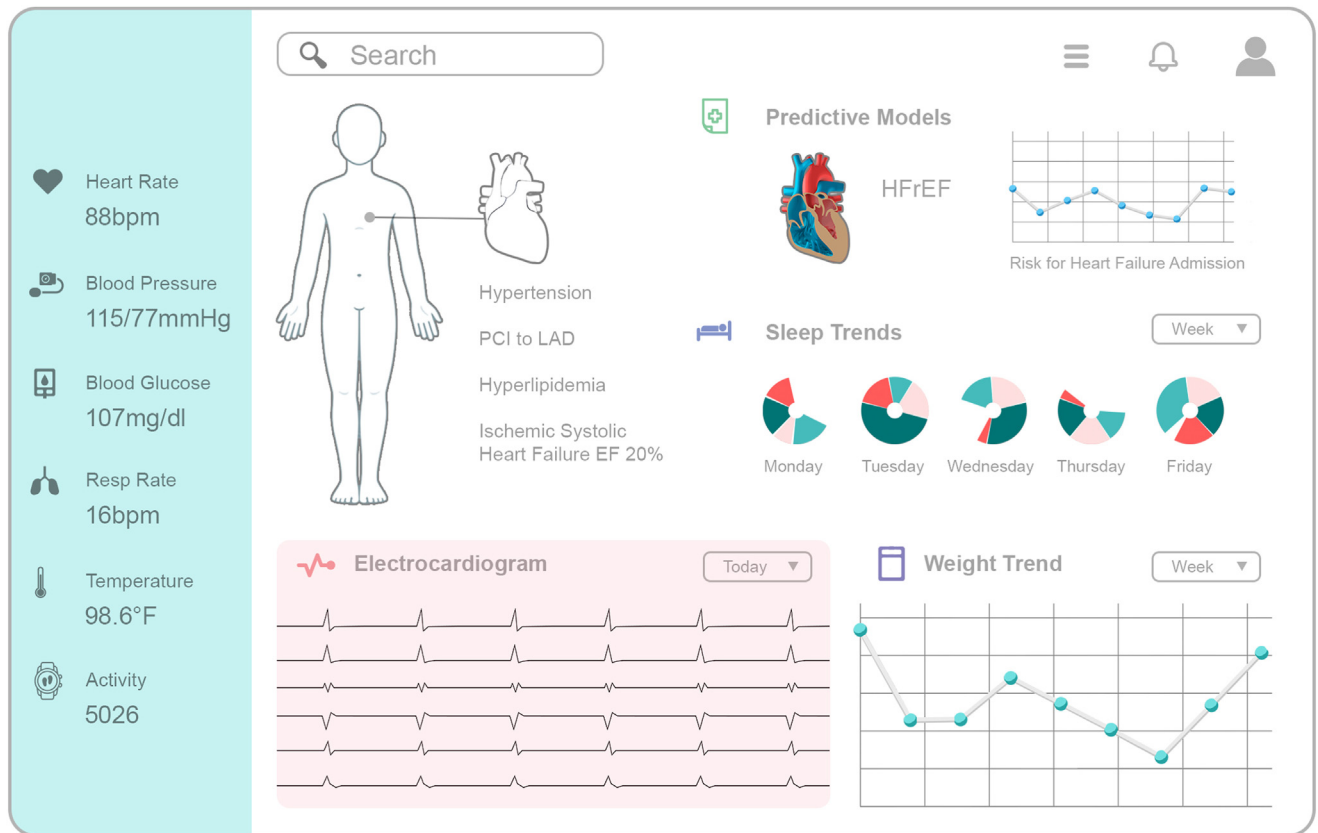 Search
Heart Rate
88bpm
Blood Pressure
115/77mmHg
Blood Glucose
107mg/dl
Resp Rate
16bpm
Temperature
98.6°F
Activity
5026
Hypertension
PCI to LAD
Hyperlipidemia
Ischemic Systolic
Heart Failure EF 20%
Predictive Models
HFrEF
Risk for Heart Failure Admission
Sleep Trends
Week
Monday
Tuesday
Wednesday
Thursday
Friday
Electrocardiogram
Today
Weight Trend
Week